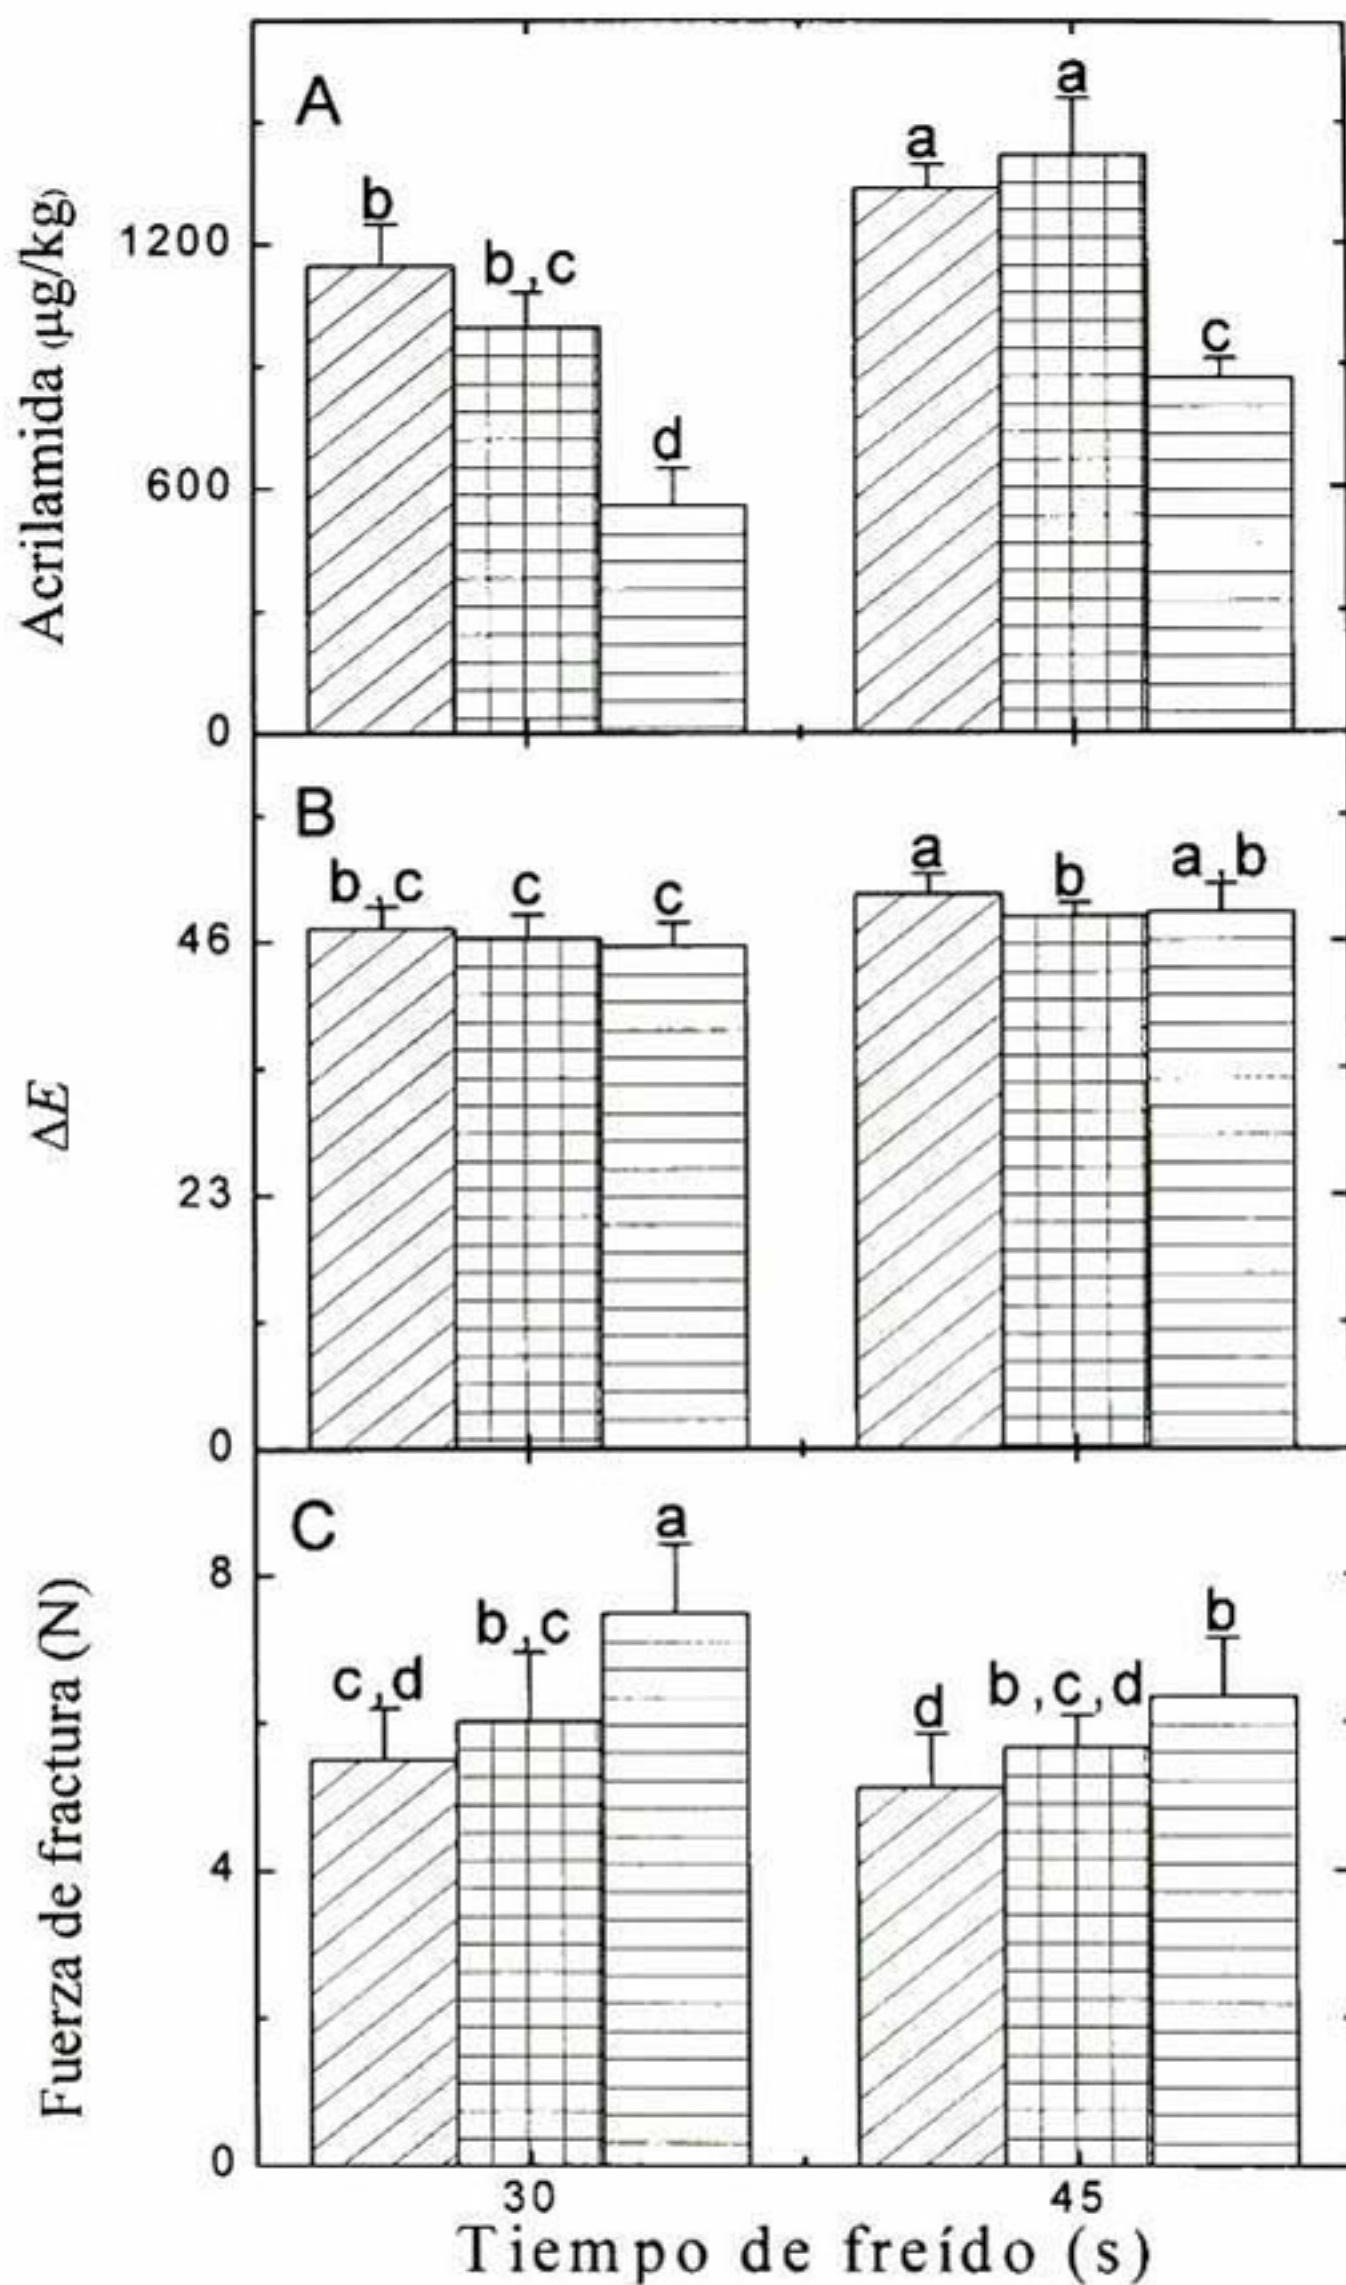 A
Acrilamida (µg/kg)
1200
600
0
b
b,c
d
a
a
c
B
ΔE
46
23
0
b,c
c
c
a
b
a,b
C
Fuerza de fractura (N)
8
4
0
c,d
b,c
a
d
b,c,d
b
30
45
Tiempo de freído (s)